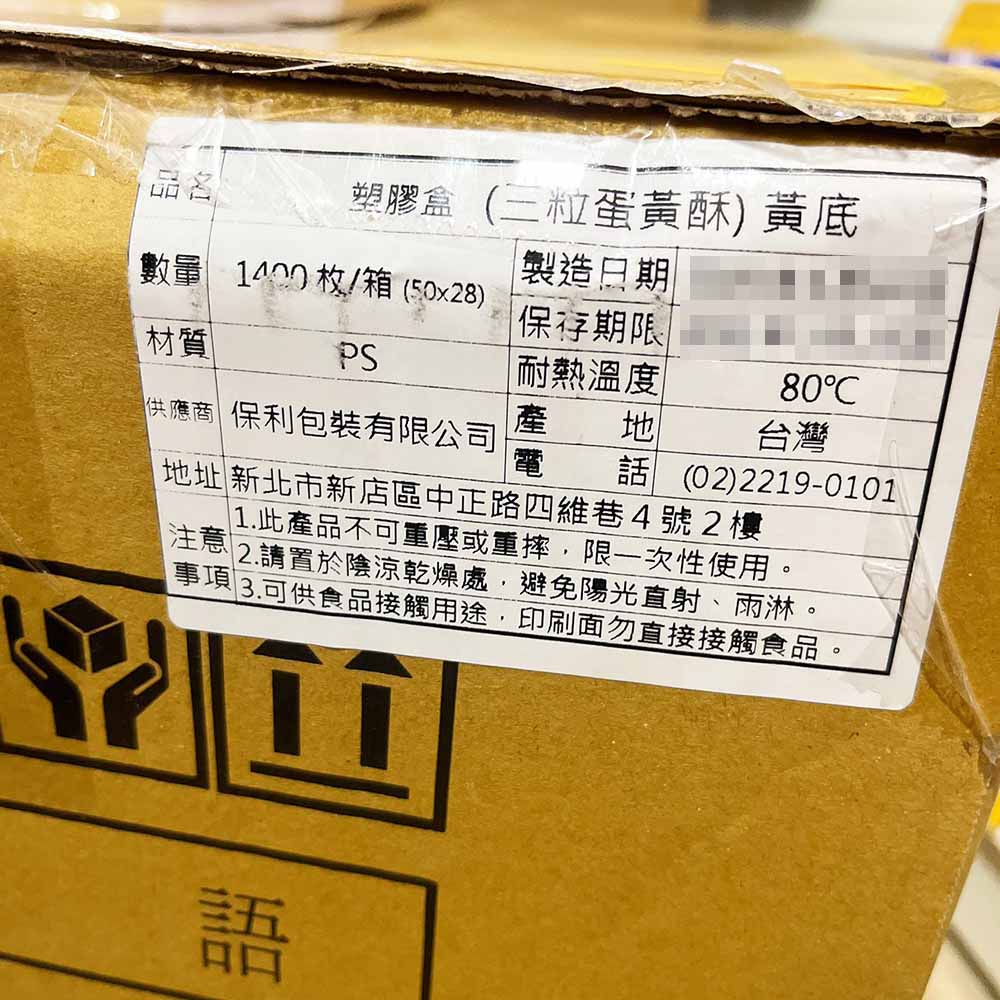 品名 塑膠盒 (三粒蛋黃酥) 黃底
數量 1400 枚/箱 (50x28) 製造日期
保存期限
材質 PS 耐熱溫度 80℃
供應商 保利包裝有限公司 產地 台灣
電話 (02)2219-0101
地址 新北市新店區中正路四維巷4號2樓
注意事項 1.此產品不可重壓或重摔，限一次性使用。
2.請置於陰涼乾燥處，避免陽光直射、雨淋。
3.可供食品接觸用途，印刷面勿直接接觸食品。
語